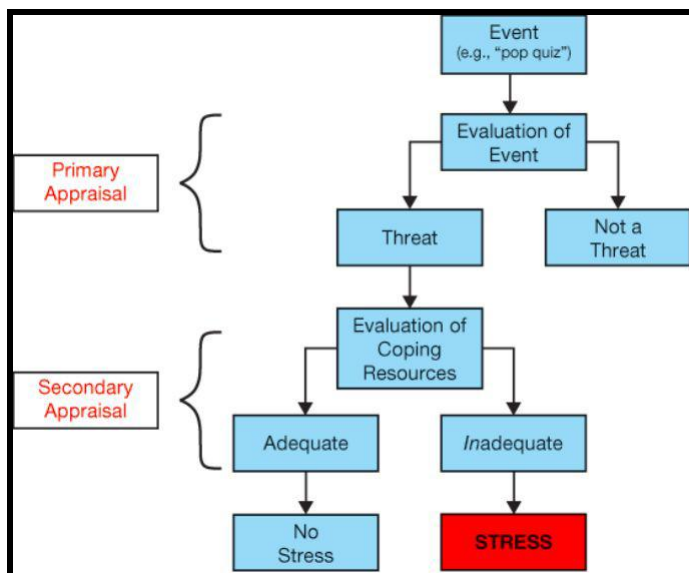 Event
(e.g., “pop quiz”)
Evaluation of
Event
Primary
Appraisal
Threat
Not a
Threat
Evaluation of
Coping
Resources
Secondary
Appraisal
Adequate
Inadequate
No
Stress
STRESS